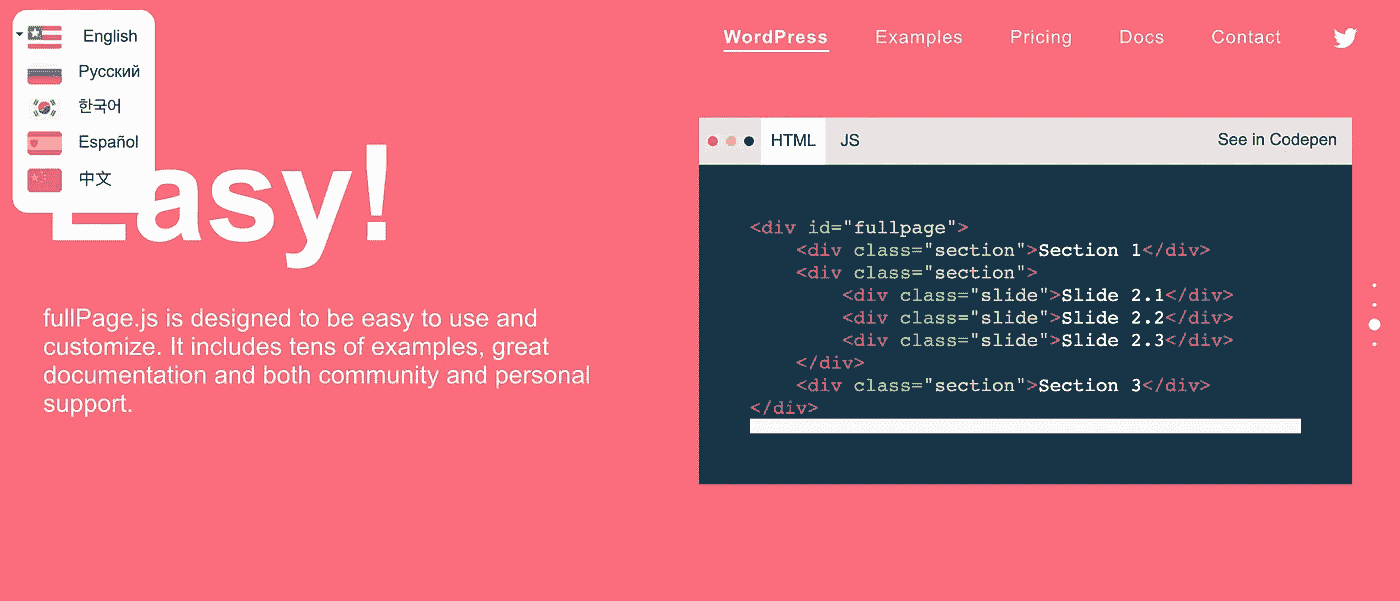 English
Русский
한국어
Español
中文
WordPress Examples Pricing Docs Contact
Easy!
fullPage.js is designed to be easy to use and
customize. It includes tens of examples, great
documentation and both community and personal
support.
HTML JS See in Codepen
<div id="fullpage">
    <div class="section">Section 1</div>
    <div class="section">
        <div class="slide">Slide 2.1</div>
        <div class="slide">Slide 2.2</div>
        <div class="slide">Slide 2.3</div>
    </div>
    <div class="section">Section 3</div>
</div>